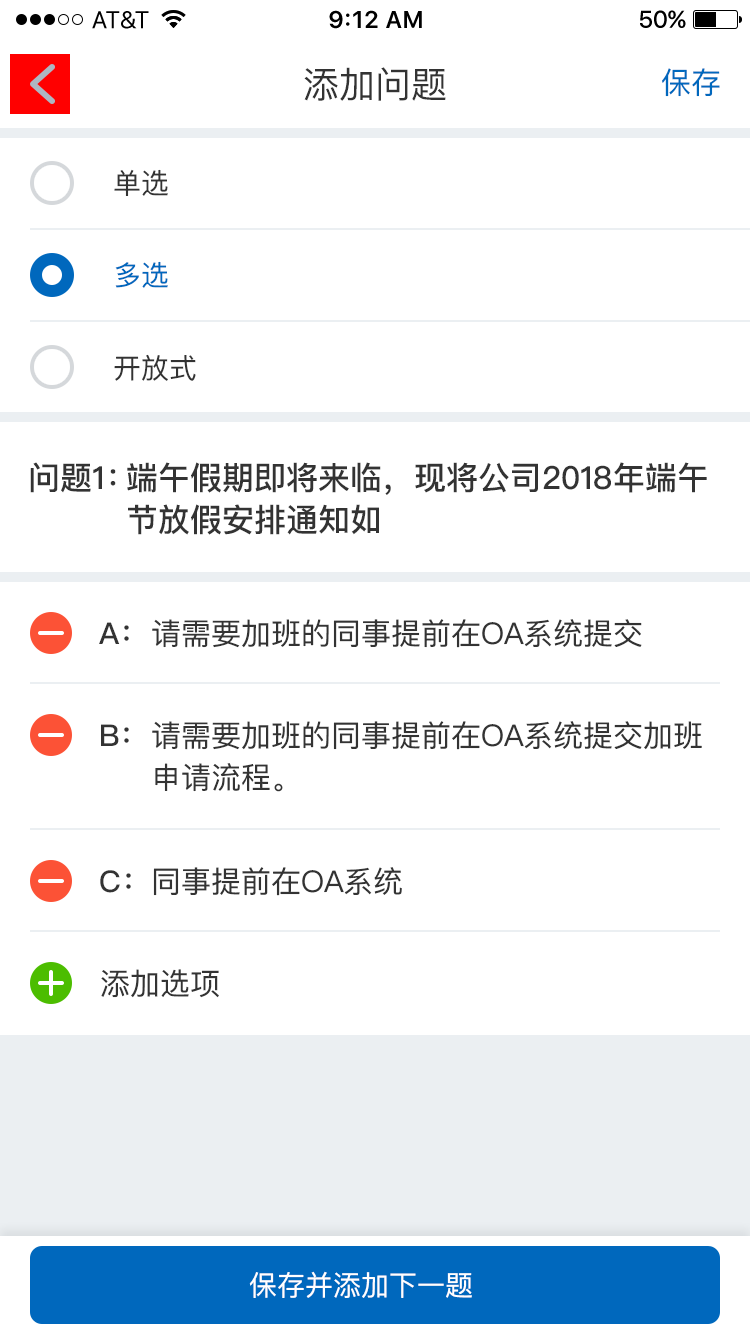 AT&T 9:12 AM 50%
添加问题 保存
单选
多选
开放式
问题1: 端午假期即将来临，现将公司2018年端午
节放假安排通知如
A： 请需要加班的同事提前在OA系统提交
B： 请需要加班的同事提前在OA系统提交加班
申请流程。
C： 同事提前在OA系统
添加选项
保存并添加下一题